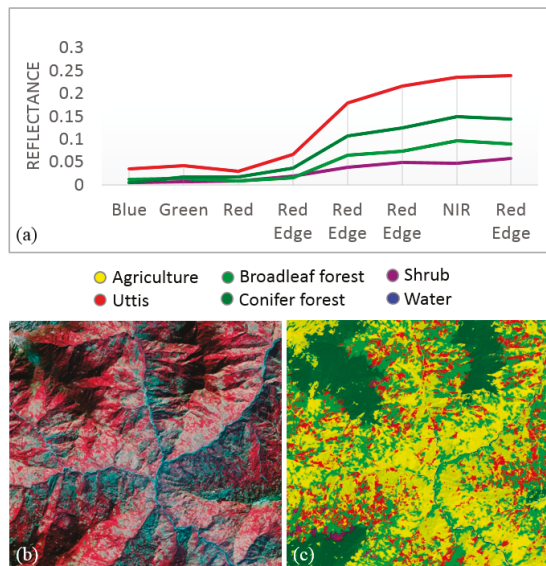 0.3
0.25
0.2
0.15
0.1
0.05
0
REFLECTANCE
Blue Green Red Red Edge Red Edge Red Edge NIR Red Edge
(a)
Agriculture Broadleaf forest Shrub
Uttis Conifer forest Water
(b) (c)